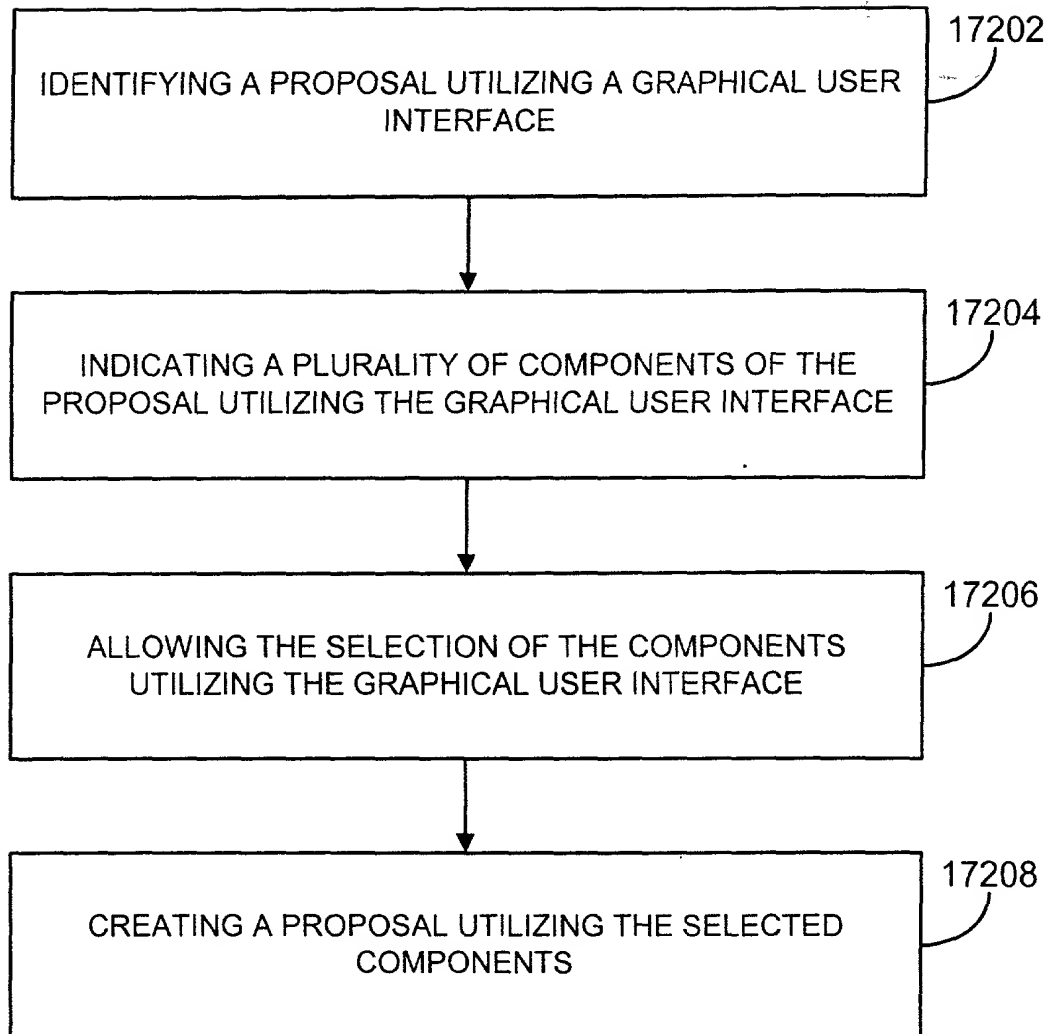 17202
IDENTIFYING A PROPOSAL UTILIZING A GRAPHICAL USER
INTERFACE
17204
INDICATING A PLURALITY OF COMPONENTS OF THE
PROPOSAL UTILIZING THE GRAPHICAL USER INTERFACE
17206
ALLOWING THE SELECTION OF THE COMPONENTS
UTILIZING THE GRAPHICAL USER INTERFACE
17208
CREATING A PROPOSAL UTILIZING THE SELECTED
COMPONENTS